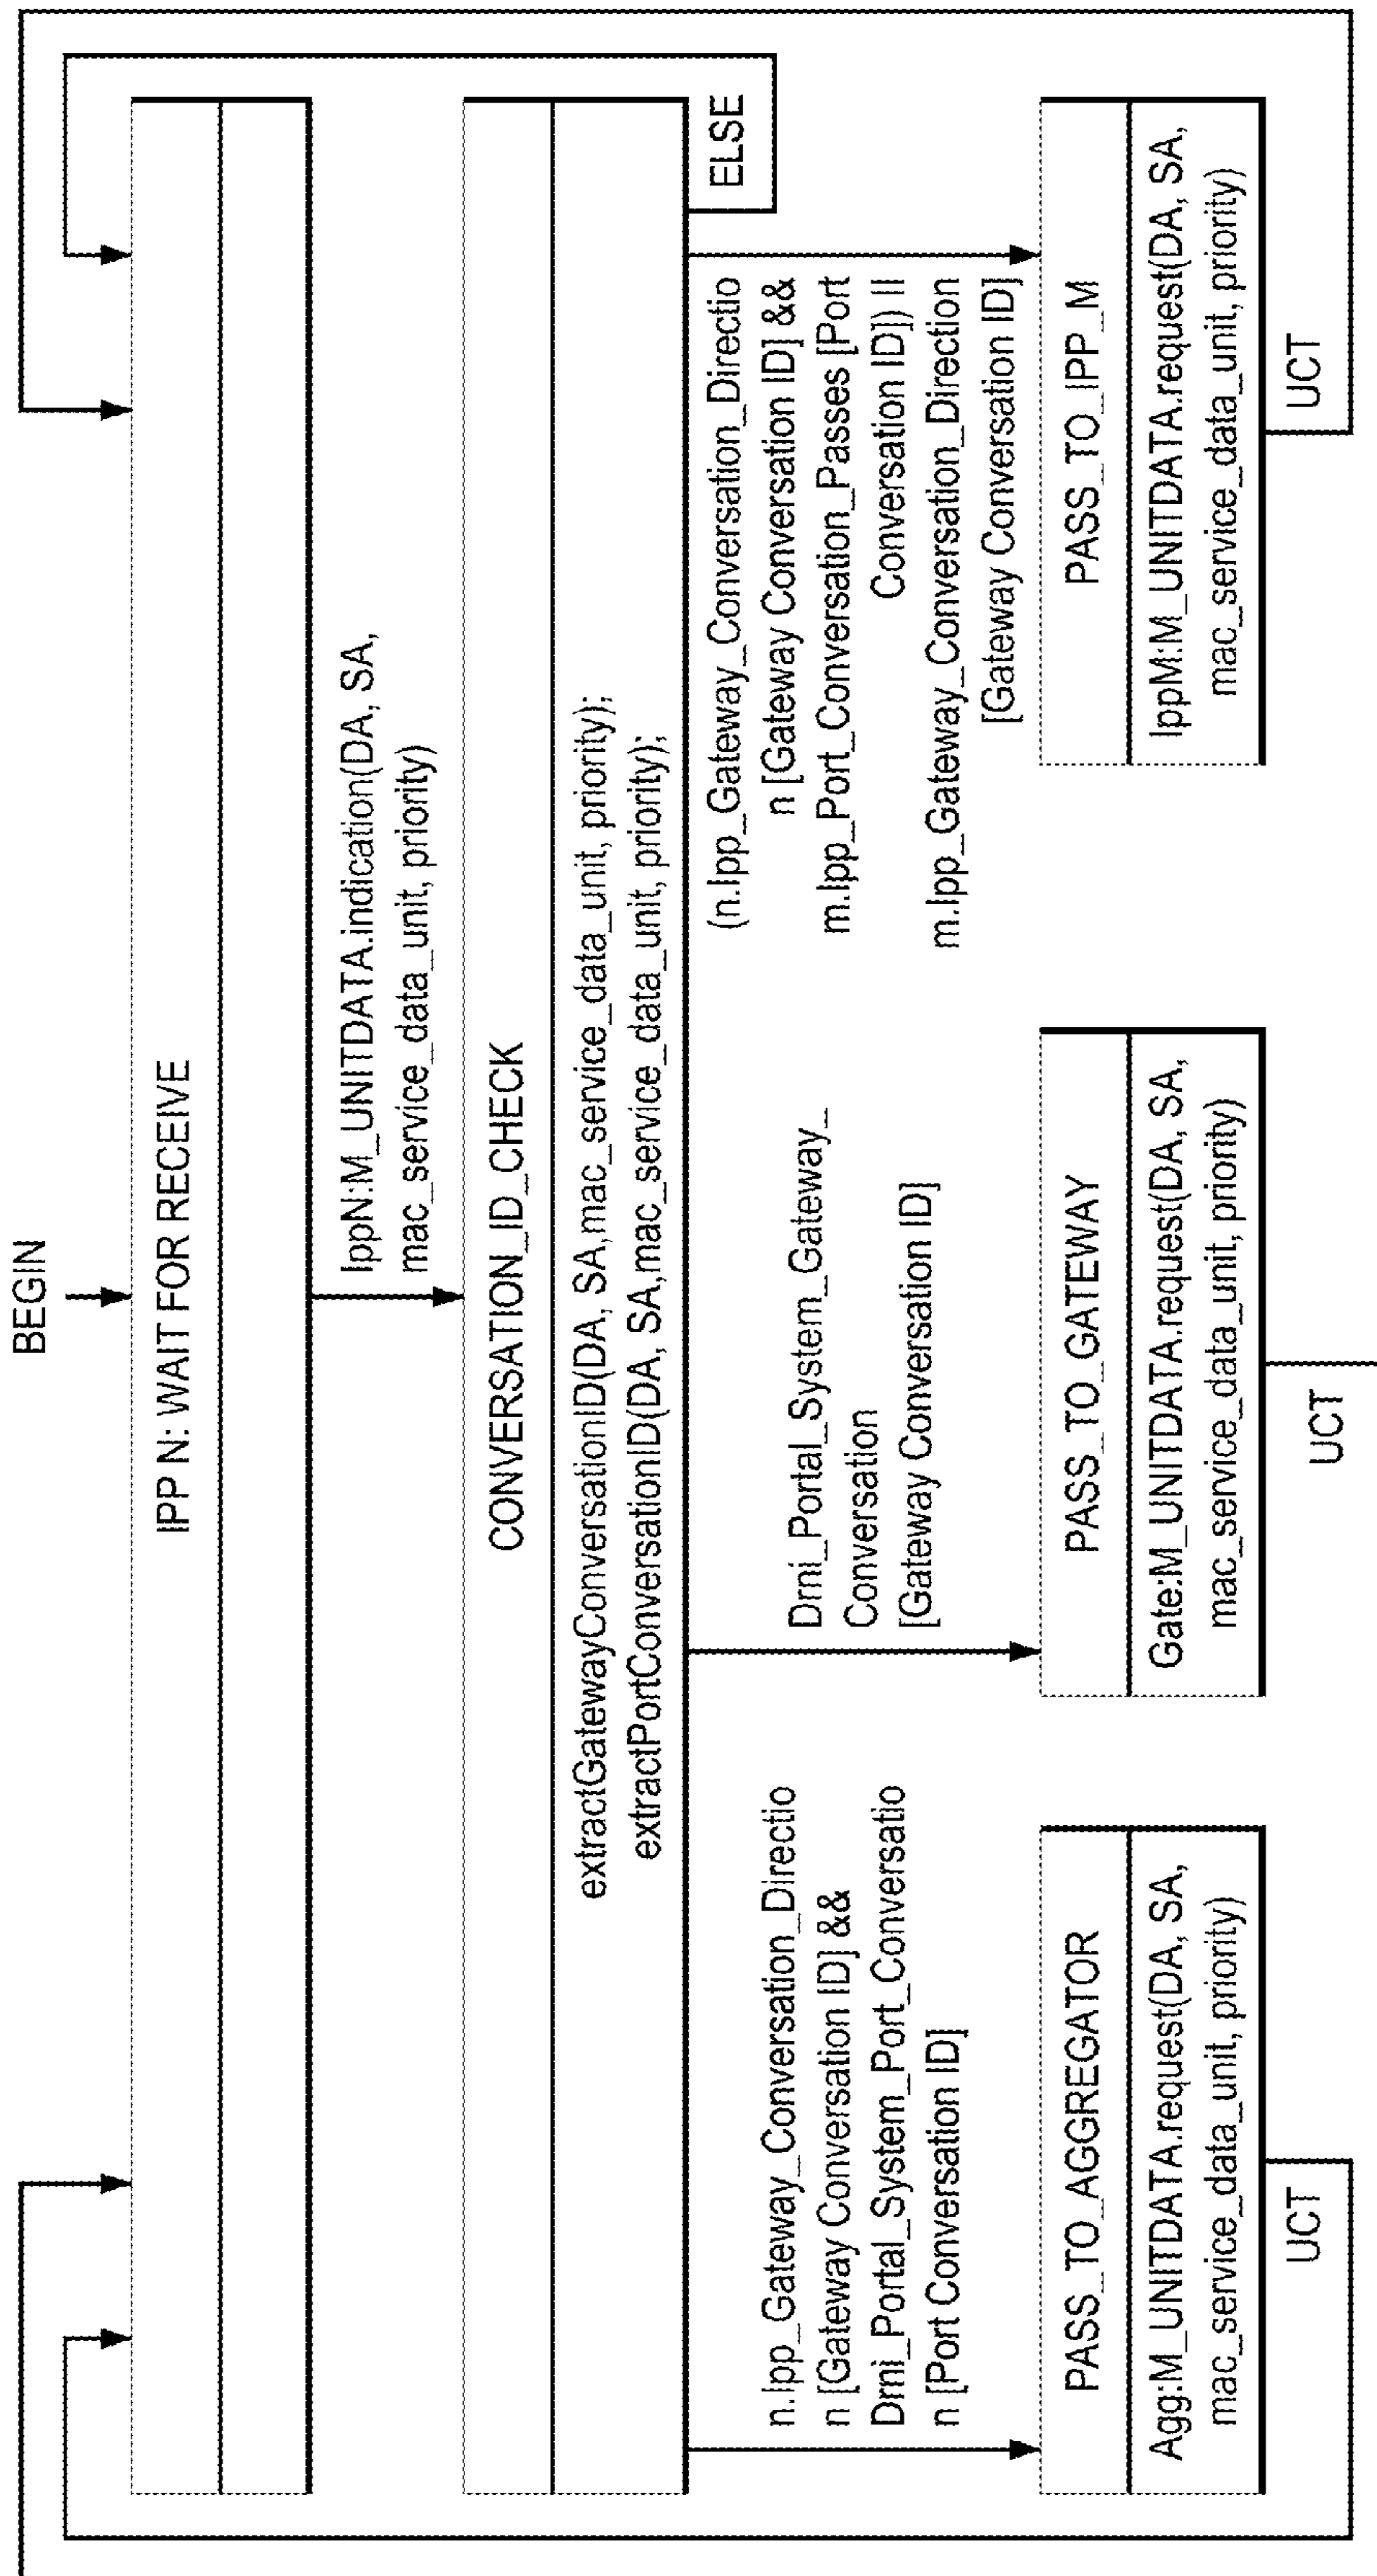 BEGIN
IPP N: WAIT FOR RECEIVE
IppN:M_UNITDATA.indication(DA, SA,
mac_service_data_unit, priority)
CONVERSATION_ID_CHECK
extractGatewayConversationID(DA, SA,mac_service_data_unit, priority);
extractPortConversationID(DA, SA,mac_service_data_unit, priority);
ELSE
n.Ipp_Gateway_Conversation_Directio
n [Gateway Conversation ID] &&
Drni_Portal_System_Port_Conversatio
n [Port Conversation ID]
Drni_Portal_System_Gateway_
Conversation
[Gateway Conversation ID]
(n.Ipp_Gateway_Conversation_Directio
n [Gateway Conversation ID] &&
m.Ipp_Port_Conversation_Passes [Port
Conversation ID]) ||
m.Ipp_Gateway_Conversation_Direction
[Gateway Conversation ID]
PASS_TO_AGGREGATOR
Agg:M_UNITDATA.request(DA, SA,
mac_service_data_unit, priority)
UCT
PASS_TO_GATEWAY
Gate:M_UNITDATA.request(DA, SA,
mac_service_data_unit, priority)
UCT
PASS_TO_IPP_M
IppM:M_UNITDATA.request(DA, SA,
mac_service_data_unit, priority)
UCT